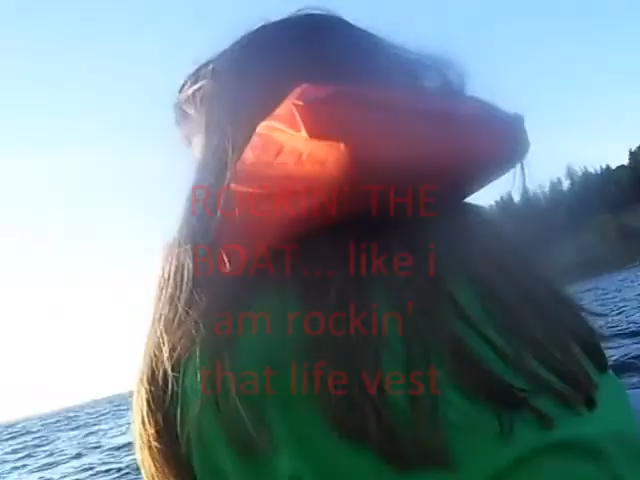 ROCKIN' THE
BOAT... like i
am rockin'
that life vest